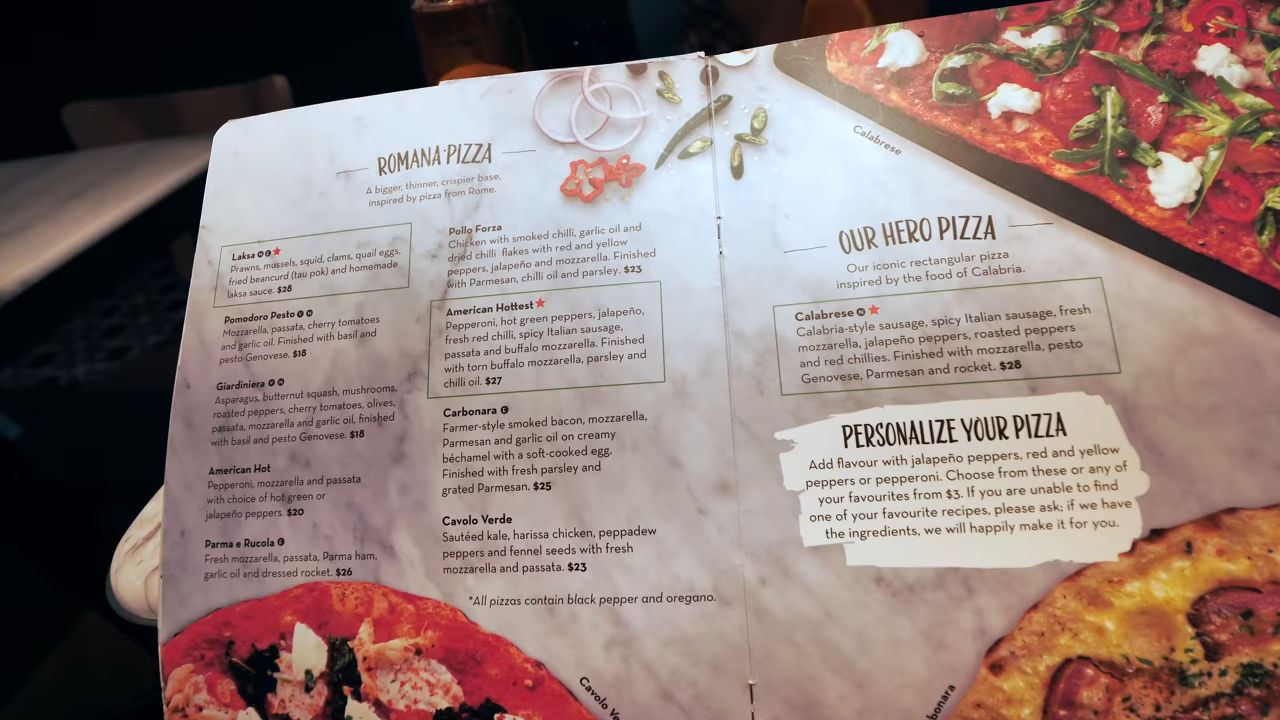 ROMANA PIZZA
A bigger, thinner, crispier base,
inspired by pizza from Rome.
Laksa
Prawns, mussels, squid, clams, quail eggs,
fried beancurd (tau pok) and homemade
laksa sauce. $28
Pomodoro Pesto V N
Mozzarella, passata, cherry tomatoes
and garlic oil. Finished with basil and
pesto Genovese. $18
Giardiniera V N
Asparagus, butternut squash, mushrooms,
roasted peppers, cherry tomatoes, olives,
passata, mozzarella and garlic oil, finished
with basil and pesto Genovese. $18
American Hot
Pepperoni, mozzarella and passata
with choice of hot green or
jalapeño peppers. $20
Parma e Rucola
Fresh mozzarella, passata, Parma ham,
garlic oil and dressed rocket. $26
Pollo Forza
Chicken with smoked chilli, garlic oil and
dried chilli flakes with red and yellow
peppers, jalapeño and mozzarella. Finished
with Parmesan, chilli oil and parsley. $23
American Hottest
Pepperoni, hot green peppers, jalapeño,
fresh red chilli, spicy Italian sausage,
passata and buffalo mozzarella. Finished
with torn buffalo mozzarella, parsley and
chilli oil. $27
Carbonara
Farmer-style smoked bacon, mozzarella,
Parmesan and garlic oil on creamy
béchamel with a soft-cooked egg.
Finished with fresh parsley and
grated Parmesan. $25
Cavolo Verde
Sautéed kale, harissa chicken, peppadew
peppers and fennel seeds with fresh
mozzarella and passata. $23
*All pizzas contain black pepper and oregano.
Cavolo Ve
Calabrese
OUR HERO PIZZA
Our iconic rectangular pizza
inspired by the food of Calabria.
Calabrese N
Calabria-style sausage, spicy Italian sausage, fresh
mozzarella, jalapeño peppers, roasted peppers
and red chillies. Finished with mozzarella, pesto
Genovese, Parmesan and rocket. $28
PERSONALIZE YOUR PIZZA
Add flavour with jalapeño peppers, red and yellow
peppers or pepperoni. Choose from these or any of
your favourites from $3. If you are unable to find
one of your favourite recipes, please ask; if we have
the ingredients, we will happily make it for you.
bonara